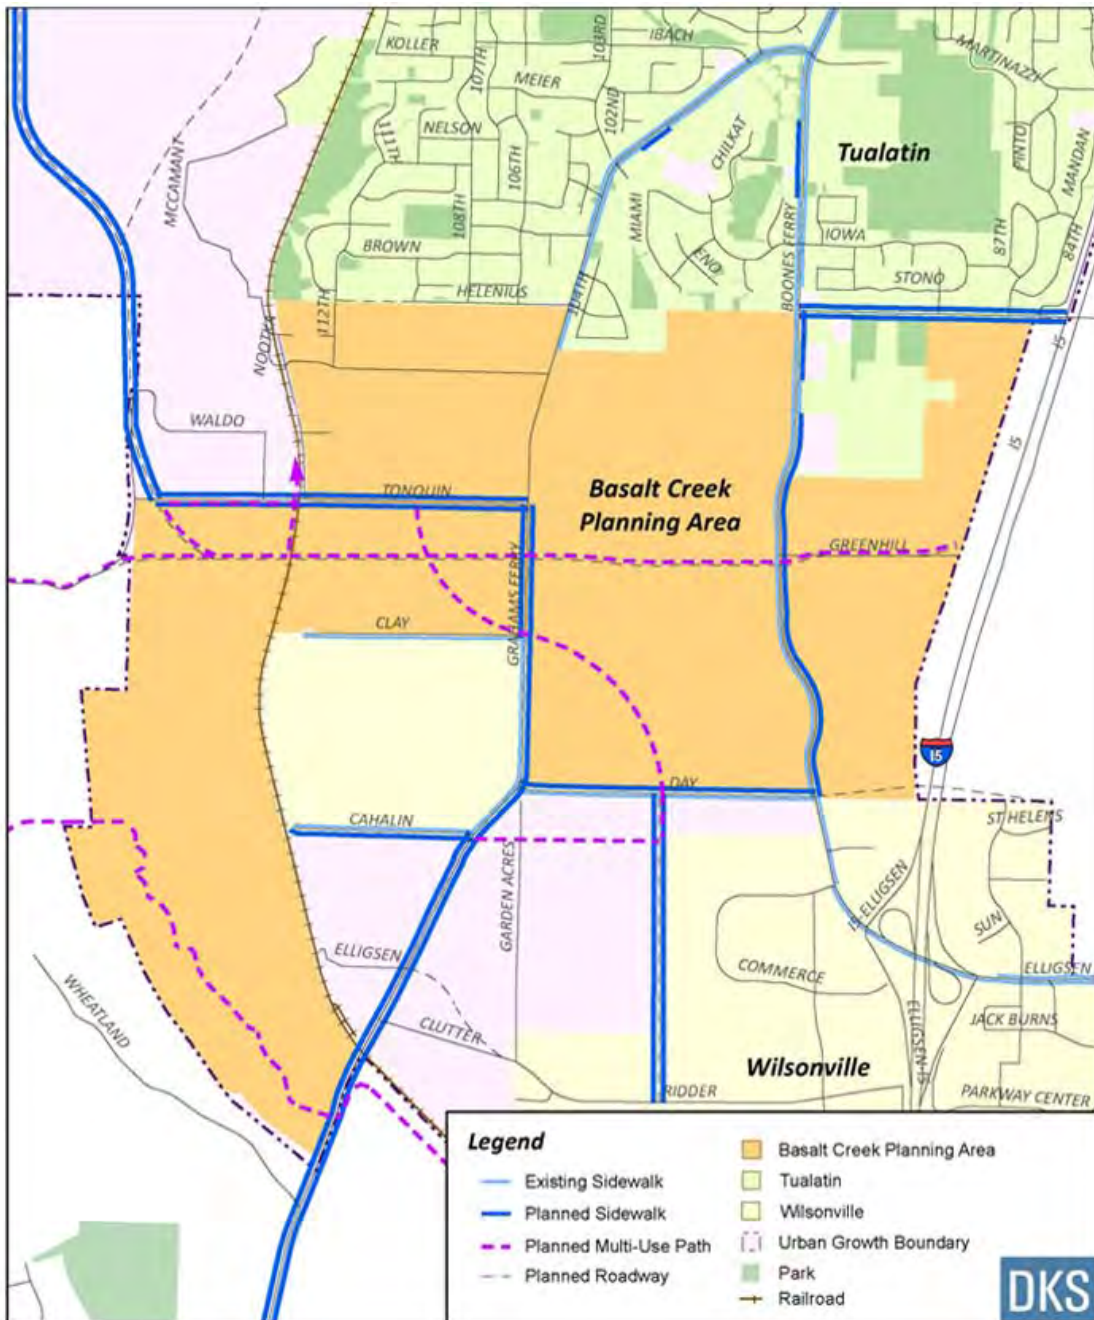 KOLLER
107TH
103RD
IBACH
MARTINAZZI
MEIER
102ND
MCCAMANT
111TH
NELSON
106TH
CHILKAT
Tualatin
PINTO
MANDAN
108TH
MIAMI
BOONES FERRY
IOWA
87TH
84TH
BROWN
ENO
STONO
HELENIUS
104TH
112TH
NOOTKA
I5
I5
WALDO
TONQUIN
Basalt Creek
Planning Area
GREENHILL
GRAHAMS FERRY
CLAY
15
DAY
CAHALIN
ST HELENS
GARDEN ACRES
I5-ELLIGSEN
SUN
ELLIGSEN
ELLIGSEN
COMMERCE
WHEATLAND
CLUTTER
ELLIGSEN-I5
JACK BURNS
Wilsonville
RIDDER
PARKWAY CENTER
Legend
Existing Sidewalk
Planned Sidewalk
Planned Multi-Use Path
Planned Roadway
Basalt Creek Planning Area
Tualatin
Wilsonville
Urban Growth Boundary
Park
Railroad
DKS